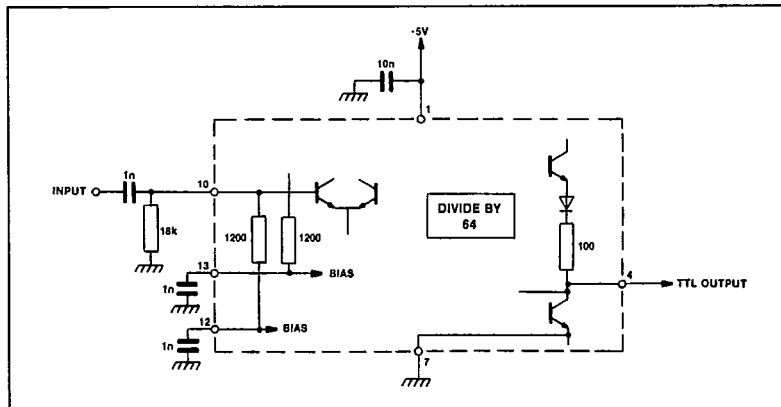 -5V
10n
1
1n
INPUT
10
18k
1200
1200
DIVIDE BY
64
100
4
TTL OUTPUT
13
BIAS
1n
12
BIAS
1n
7